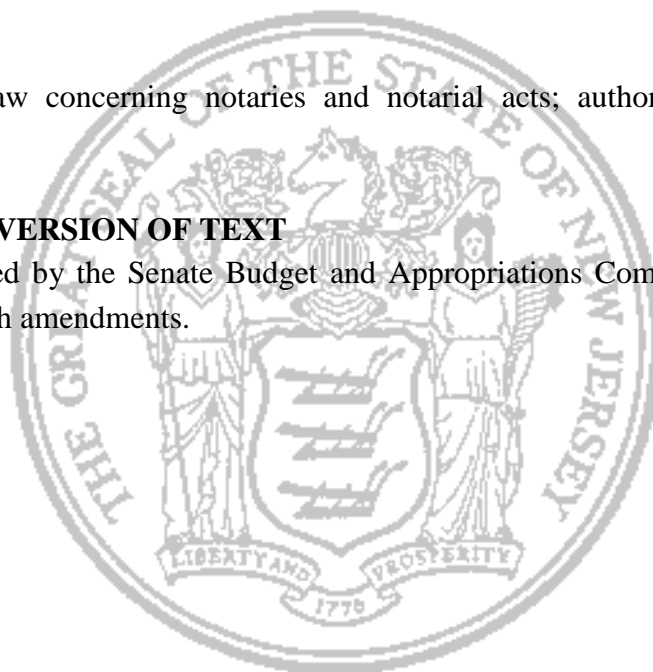 THE GREAT SEAL OF THE STATE OF NEW JERSEY
aw concerning notaries and notarial acts; author
VERSION OF TEXT
ed by the Senate Budget and Appropriations Com
h amendments.
LIBERTY AND PROSPERITY
1776